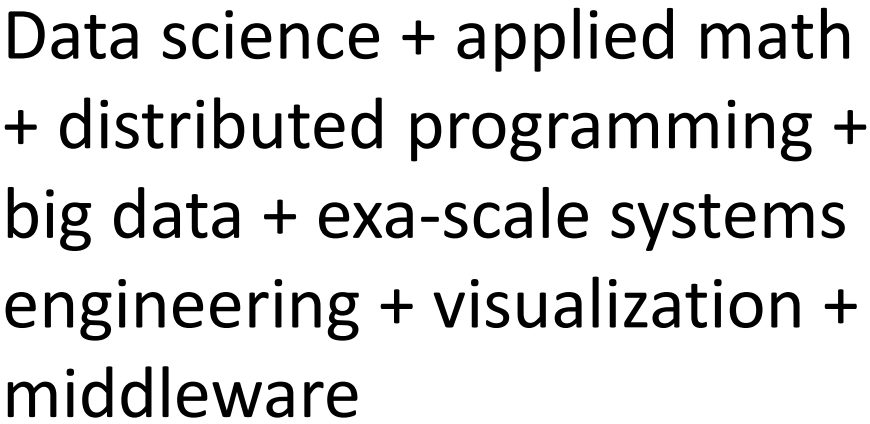 Data science + applied math
+ distributed programming +
big data + exa-scale systems
engineering + visualization +
middleware